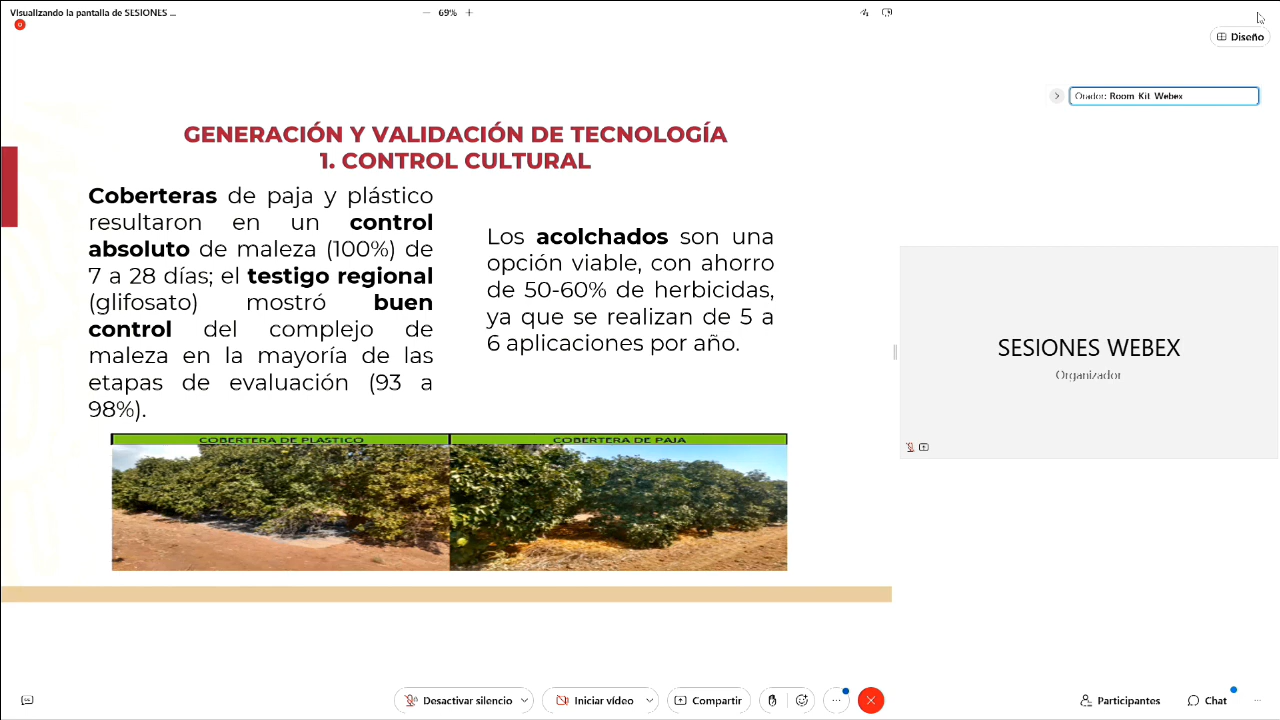 Visualizando la pantalla de SESIONES ...
69%
Diseño
Orador: Room_Kit_Webex
GENERACIÓN Y VALIDACIÓN DE TECNOLOGÍA
1. CONTROL CULTURAL
Coberteras de paja y plástico
resultaron en un control
absoluto de maleza (100%) de
7 a 28 días; el testigo regional
(glifosato) mostró buen
control del complejo de
maleza en la mayoría de las
etapas de evaluación (93 a
98%).
Los acolchados son una
opción viable, con ahorro
de 50-60% de herbicidas,
ya que se realizan de 5 a
6 aplicaciones por año.
COBERTERA DE PLASTICO
COBERTERA DE PAJA
SESIONES WEBEX
Organizador
Desactivar silencio
Iniciar vídeo
Compartir
Participantes
Chat